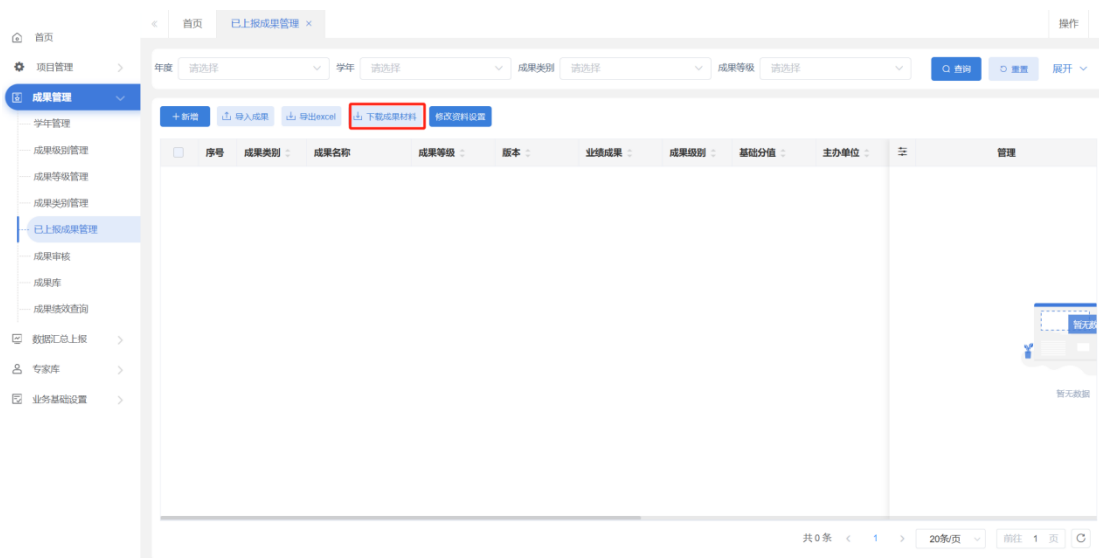 首页
项目管理
成果管理
学年管理
成果级别管理
成果等级管理
成果类别管理
已上报成果管理
成果审核
成果库
成果绩效查询
数据汇总上报
专家库
业务基础设置
首页 已上报成果管理 × 操作
年度 请选择 学年 请选择 成果类别 请选择 成果等级 请选择 查询 重置 展开
+新增 导入成果 导出excel 下载成果材料 修改资料设置
序号 成果类别 成果名称 成果等级 版本 业绩成果 成果级别 基础分值 主办单位 管理
暂无数
暂无数据
共 0 条 1 20条/页 前往 1 页